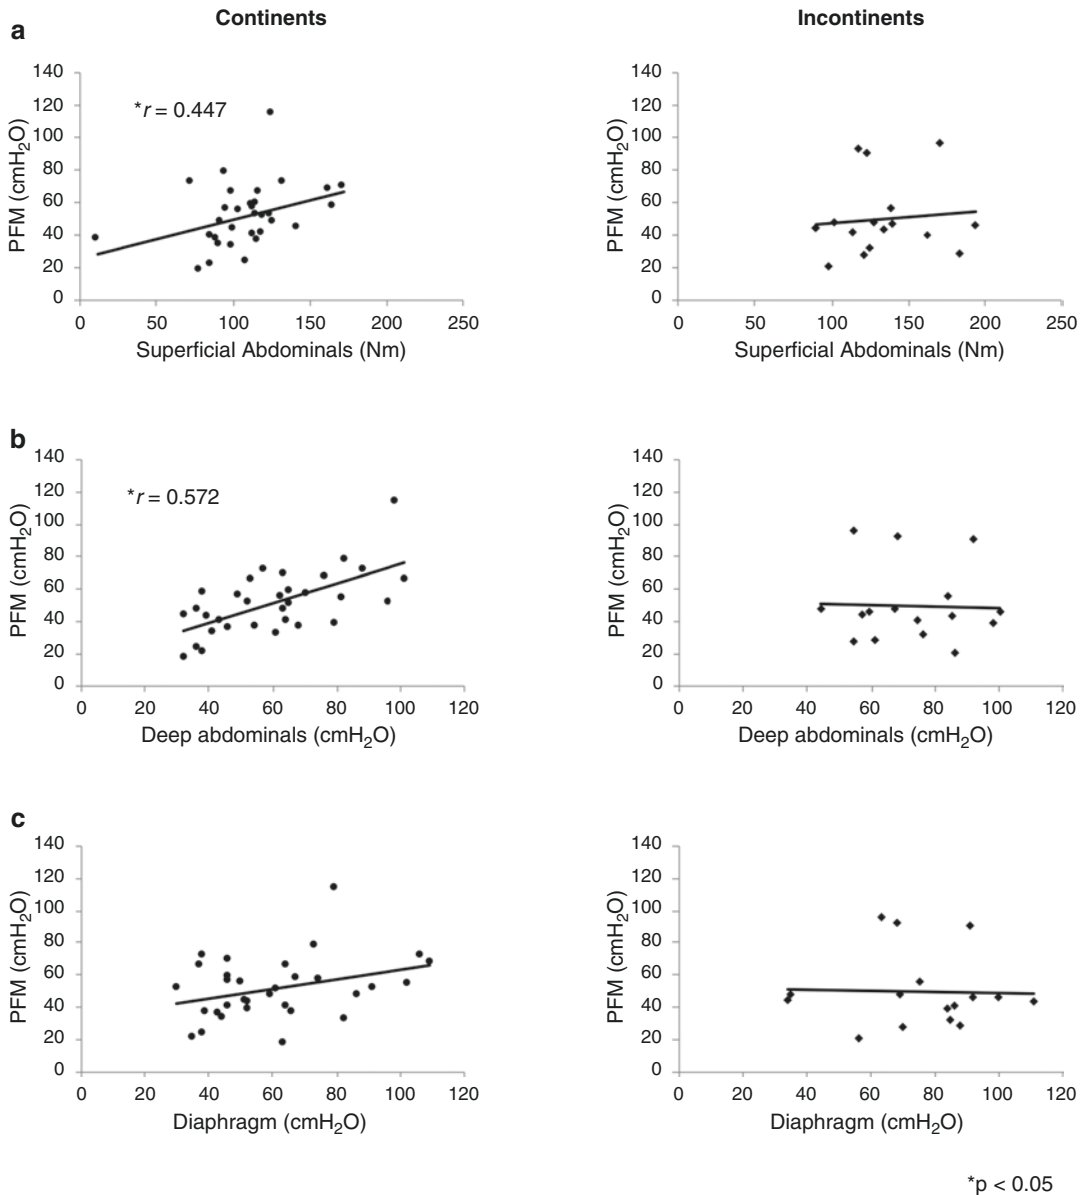 Continents
Incontinents
a
140
120
100
80
60
40
20
0
PFM (cmH₂O)
*r = 0.447
0 50 100 150 200 250
Superficial Abdominals (Nm)
140
120
100
80
60
40
20
0
PFM (cmH₂O)
0 50 100 150 200 250
Superficial Abdominals (Nm)
b
140
120
100
80
60
40
20
0
PFM (cmH₂O)
*r = 0.572
0 20 40 60 80 100 120
Deep abdominals (cmH₂O)
140
120
100
80
60
40
20
0
PFM (cmH₂O)
0 20 40 60 80 100 120
Deep abdominals (cmH₂O)
c
140
120
100
80
60
40
20
0
PFM (cmH₂O)
0 20 40 60 80 100 120
Diaphragm (cmH₂O)
140
120
100
80
60
40
20
0
PFM (cmH₂O)
0 20 40 60 80 100 120
Diaphragm (cmH₂O)
*p < 0.05